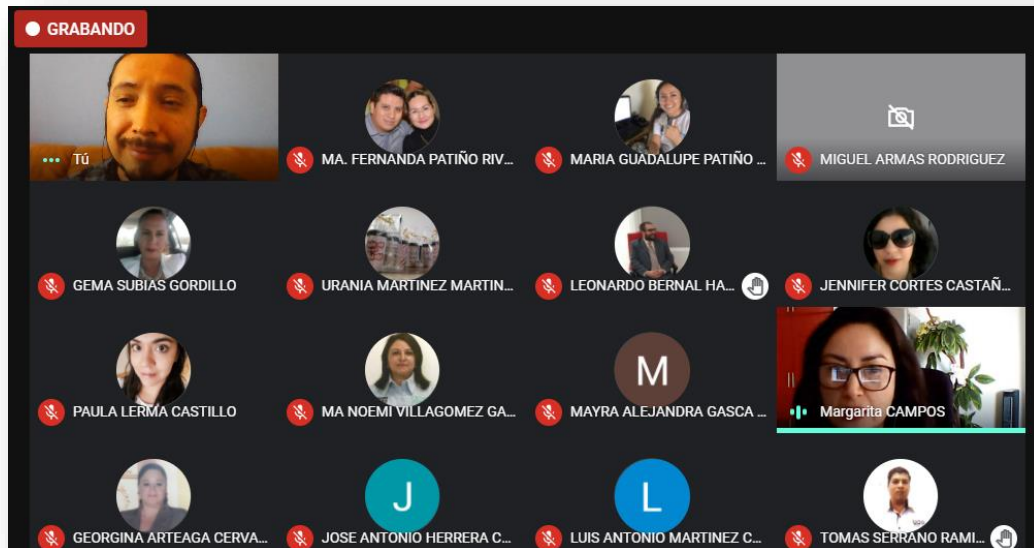 GRABANDO
Tú
MA. FERNANDA PATIÑO RIV...
MARIA GUADALUPE PATIÑO ...
MIGUEL ARMAS RODRIGUEZ
GEMA SUBIAS GORDILLO
URANIA MARTINEZ MARTIN...
LEONARDO BERNAL HA...
JENNIFER CORTES CASTAÑ...
PAULA LERMA CASTILLO
MA NOEMI VILLAGOMEZ GA...
M
MAYRA ALEJANDRA GASCA ...
Margarita CAMPOS
GEORGINA ARTEAGA CERVA...
J
JOSE ANTONIO HERRERA C...
L
LUIS ANTONIO MARTINEZ C...
TOMAS SERRANO RAMI...